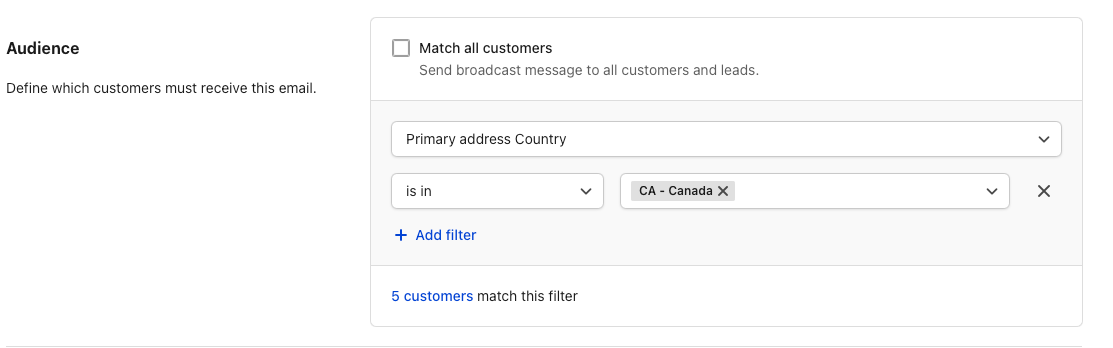 Audience
Define which customers must receive this email.
Match all customers
Send broadcast message to all customers and leads.
Primary address Country
is in
CA - Canada
Add filter
5 customers match this filter